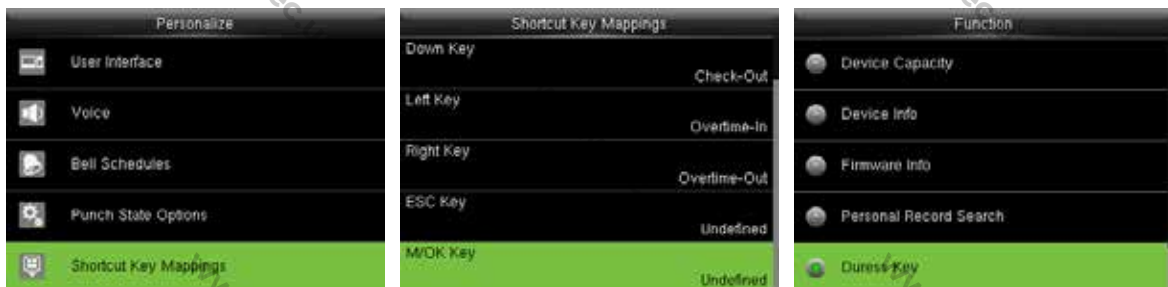 Personalize
User Interface
Voice
Bell Schedules
Punch State Options
Shortcut Key Mappings
Shortcut Key Mappings
Down Key
Check-Out
Left Key
Overtime-In
Right Key
Overtime-Out
ESC Key
Undefined
M/OK Key
Undefined
Function
Device Capacity
Device Info
Firmware Info
Personal Record Search
Duress Key